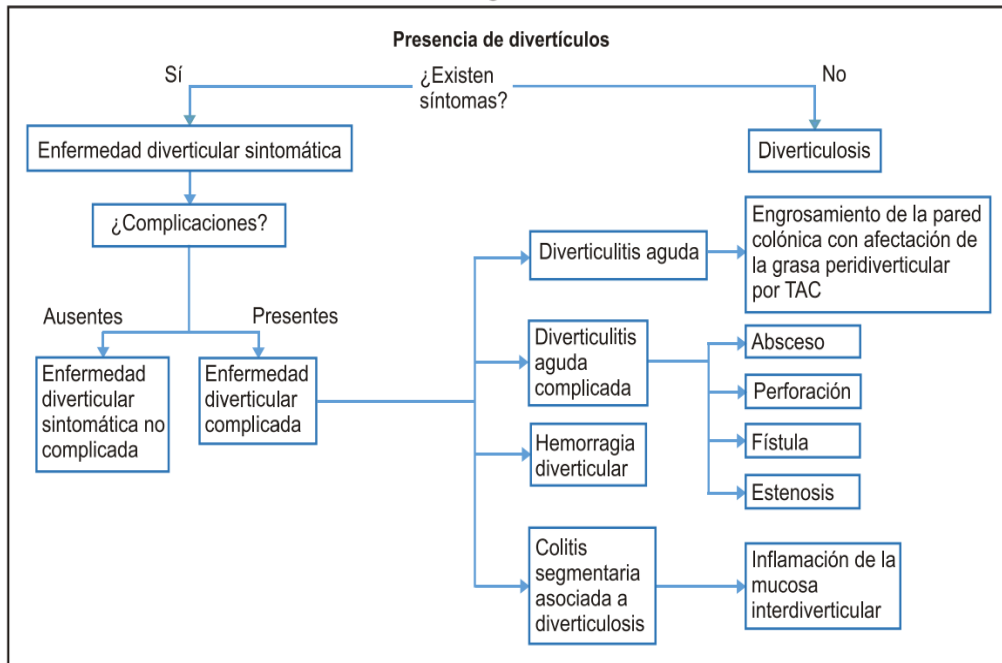 Presencia de divertículos
Sí
¿Existen
síntomas?
No
Enfermedad diverticular sintomática
Diverticulosis
¿Complicaciones?
Ausentes
Presentes
Enfermedad
diverticular
sintomática no
complicada
Enfermedad
diverticular
complicada
Diverticulitis aguda
Engrosamiento de la pared
colónica con afectación de
la grasa peridiverticular
por TAC
Diverticulitis
aguda
complicada
Absceso
Perforación
Fístula
Estenosis
Hemorragia
diverticular
Colitis
segmentaria
asociada a
diverticulosis
Inflamación de la
mucosa
interdiverticular